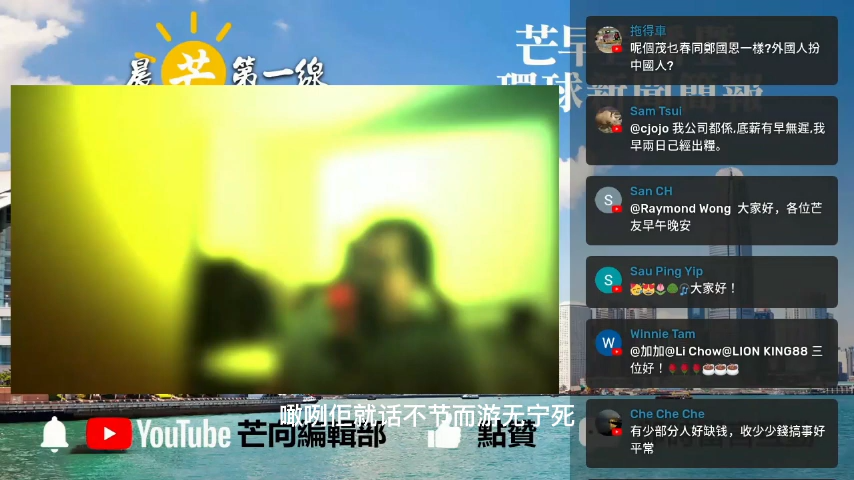 晨芒第一線
芒早
環球新聞簡報
拖得車
呢個茂乜春同鄭國恩一樣?外國人扮
中國人?
Sam Tsui
@cjojo 我公司都係,底薪有早無遲,我
早兩日己經出糧。
San CH
@Raymond Wong 大家好，各位芒
友早午晚安
Sau Ping Yip
大家好！
Winnie Tam
@加加@Li Chow@LION KING88 三
位好！
Che Che Che
有少部分人好缺钱，收少少錢搞事好
平常
噉咧佢就话不节而游无宁死
YouTube 芒向編輯部 點贊